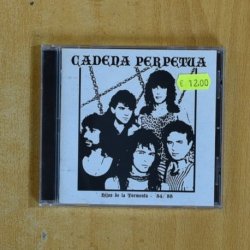 CADENA PERPETUA
€ 12.00
Hijos de la Tormenta - 84/88